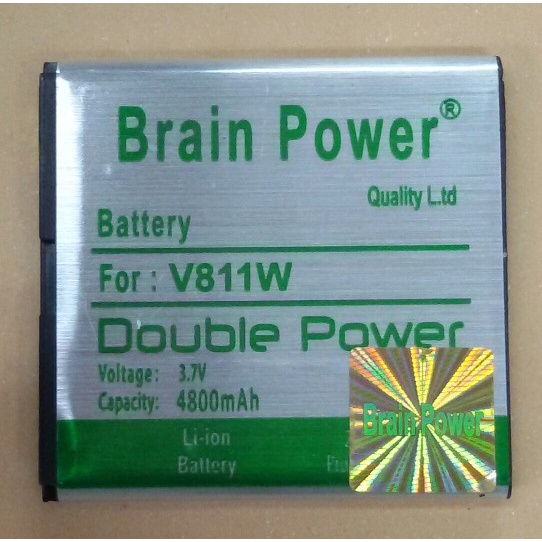 Brain Power®
Quality L.td
Battery
For : V811W
Double Power
Voltage: 3.7V
Capacity: 4800mAh
Li-ion
Battery
Brain Power